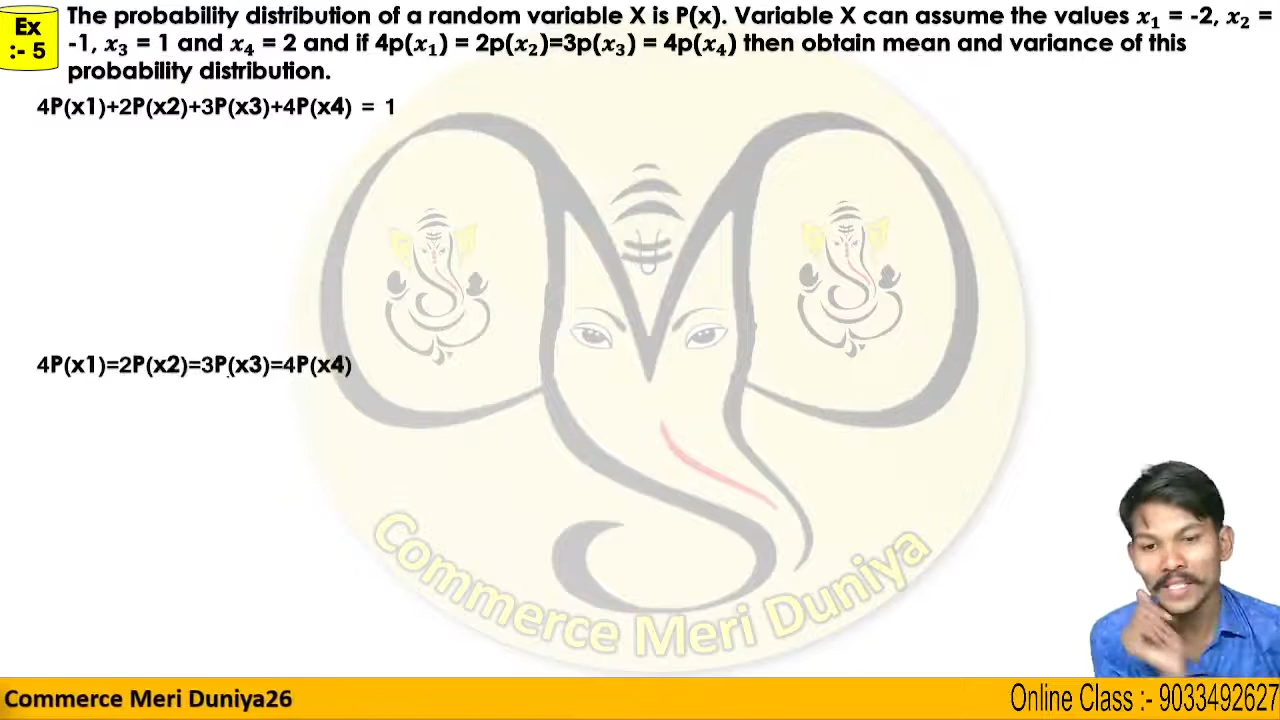 Ex
:- 5
The probability distribution of a random variable X is P(x). Variable X can assume the values 𝑥₁ = -2, 𝑥₂ =
-1, 𝑥₃ = 1 and 𝑥₄ = 2 and if 4p(𝑥₁) = 2p(𝑥₂)=3p(𝑥₃) = 4p(𝑥₄) then obtain mean and variance of this
probability distribution.
4P(x1)+2P(x2)+3P(x3)+4P(x4) = 1
4P(x1)=2P(x2)=3P(x3)=4P(x4)
Commerce Meri Duniya
Commerce Meri Duniya26
Online Class :- 9033492627